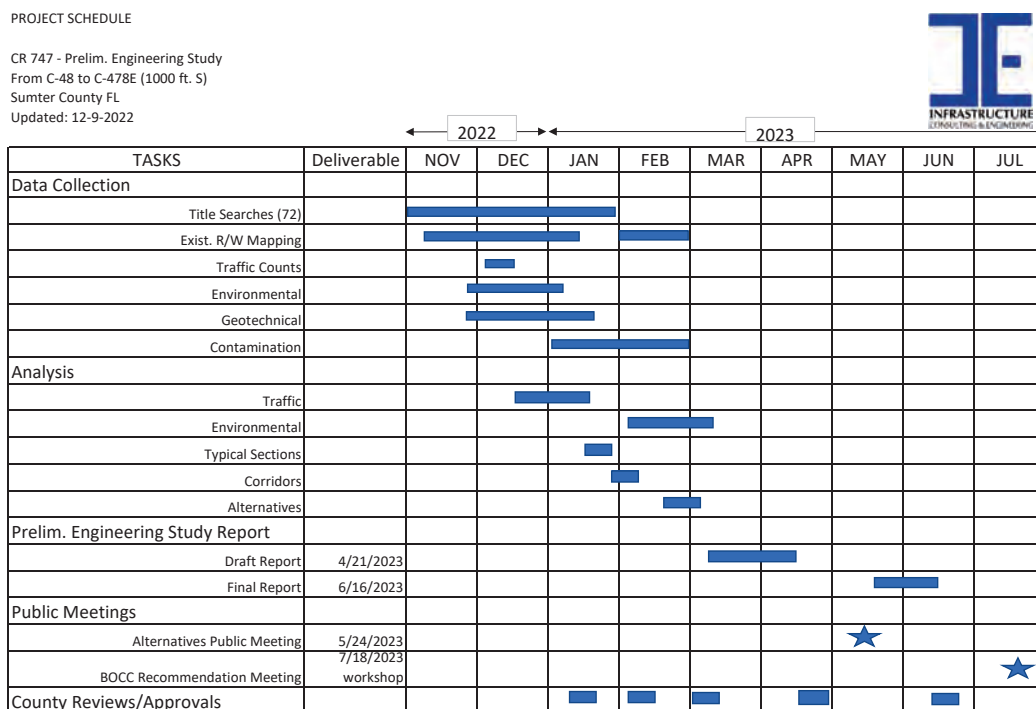 PROJECT SCHEDULE
CR 747 - Prelim. Engineering Study
From C-48 to C-478E (1000 ft. S)
Sumter County FL
Updated: 12-9-2022
INFRASTRUCTURE
CONSULTING & ENGINEERING
2022 2023
TASKS Deliverable NOV DEC JAN FEB MAR APR MAY JUN JUL
Data Collection
Title Searches (72)
Exist. R/W Mapping
Traffic Counts
Environmental
Geotechnical
Contamination
Analysis
Traffic
Environmental
Typical Sections
Corridors
Alternatives
Prelim. Engineering Study Report
Draft Report 4/21/2023
Final Report 6/16/2023
Public Meetings
Alternatives Public Meeting 5/24/2023
7/18/2023
BOCC Recommendation Meeting workshop
County Reviews/Approvals